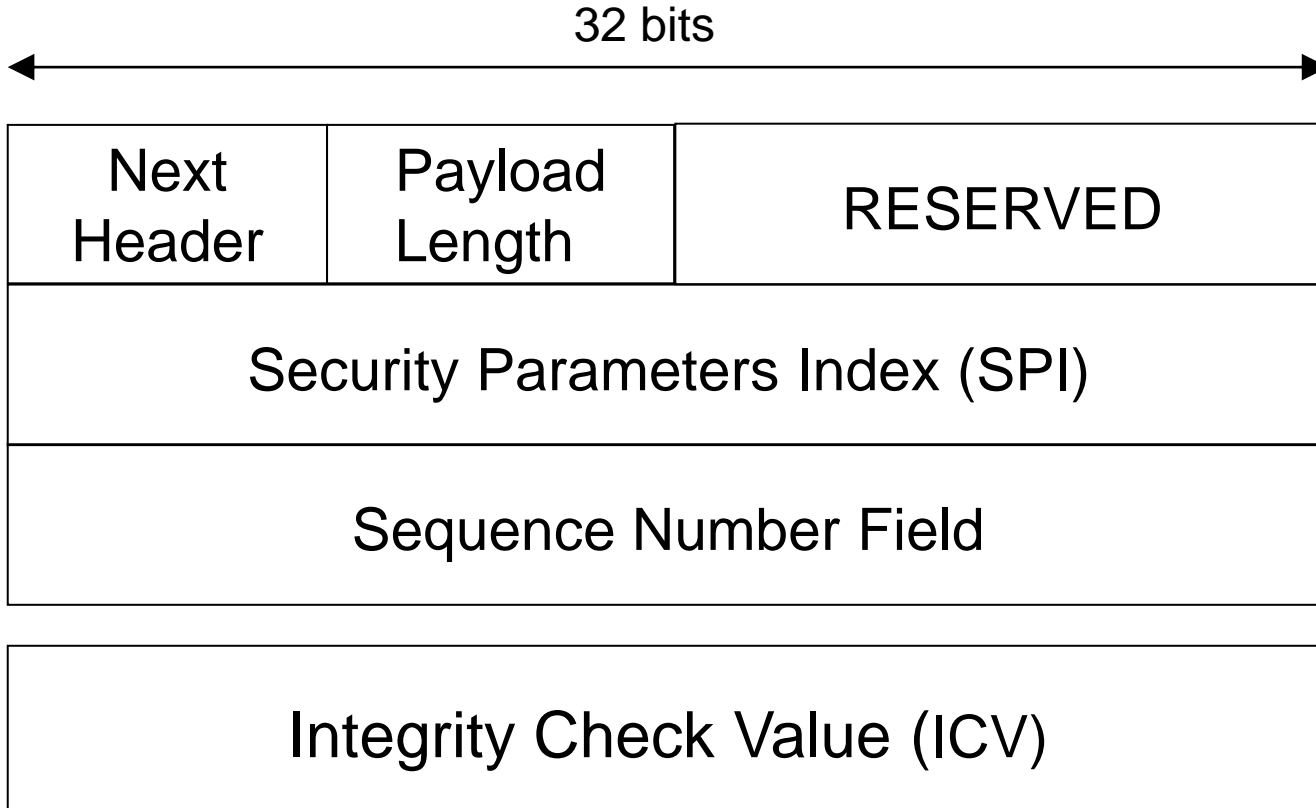 32 bits
Next
Header
Payload
Length
RESERVED
Security Parameters Index (SPI)
Sequence Number Field
Integrity Check Value (ICV)